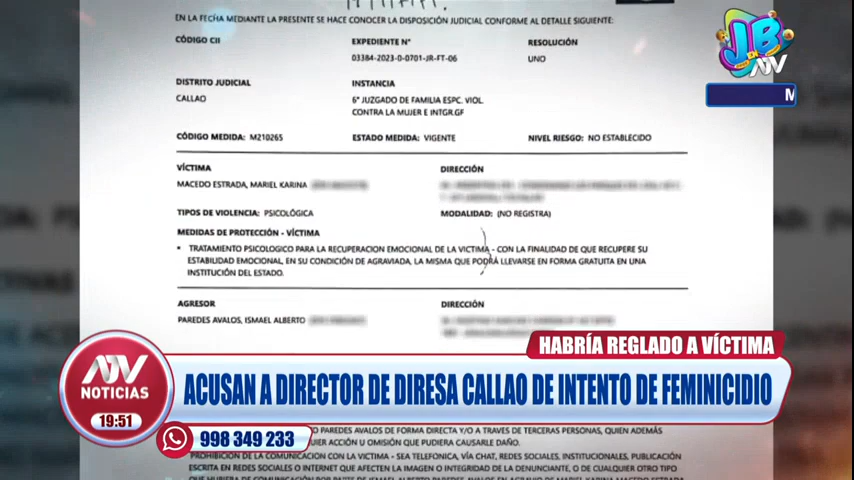 EN LA FECHA MEDIANTE LA PRESENTE SE HACE CONOCER LA DISPOSICIÓN JUDICIAL CONFORME AL DETALLE SIGUIENTE:
CÓDIGO CII
EXPEDIENTE N°
RESOLUCIÓN
03384-2023-0-0701-JR-FT-06
UNO
DISTRITO JUDICIAL
INSTANCIA
CALLAO
6° JUZGADO DE FAMILIA ESPC. VIOL.
CONTRA LA MUJER E INTGR.GF
CÓDIGO MEDIDA: M210265
ESTADO MEDIDA: VIGENTE
NIVEL RIESGO: NO ESTABLECIDO
VÍCTIMA
DIRECCIÓN
MACEDO ESTRADA, MARIEL KARINA
TIPOS DE VIOLENCIA: PSICOLÓGICA
MODALIDAD: (NO REGISTRA)
MEDIDAS DE PROTECCIÓN - VÍCTIMA
• TRATAMIENTO PSICOLOGICO PARA LA RECUPERACION EMOCIONAL DE LA VICTIMA - CON LA FINALIDAD DE QUE RECUPERE SU
ESTABILIDAD EMOCIONAL, EN SU CONDICIÓN DE AGRAVIADA, LA MISMA QUE PODRÁ LLEVARSE EN FORMA GRATUITA EN UNA
INSTITUCIÓN DEL ESTADO.
AGRESOR
DIRECCIÓN
PAREDES AVALOS, ISMAEL ALBERTO
JB
ATV
M
HABRÍA REGLADO A VÍCTIMA
ACUSAN A DIRECTOR DE DIRESA CALLAO DE INTENTO DE FEMINICIDIO
ATV
NOTICIAS
19:51
998 349 233
PAREDES AVALOS DE FORMA DIRECTA Y/O A TRAVES DE TERCERAS PERSONAS, QUIEN ADEMÁS
ACCIÓN U OMISIÓN QUE PUDIERA CAUSARLE DAÑO.
PROHIBICIÓN DE LA COMUNICACIÓN CON LA VICTIMA - SEA TELEFONICA, VÍA CHAT, REDES SOCIALES, INSTITUCIONALES, PUBLICACIÓN
ESCRITA EN REDES SOCIALES O INTERNET QUE AFECTEN LA IMAGEN O INTEGRIDAD DE LA DENUNCIANTE, O DE CUALQUIER OTRO TIPO